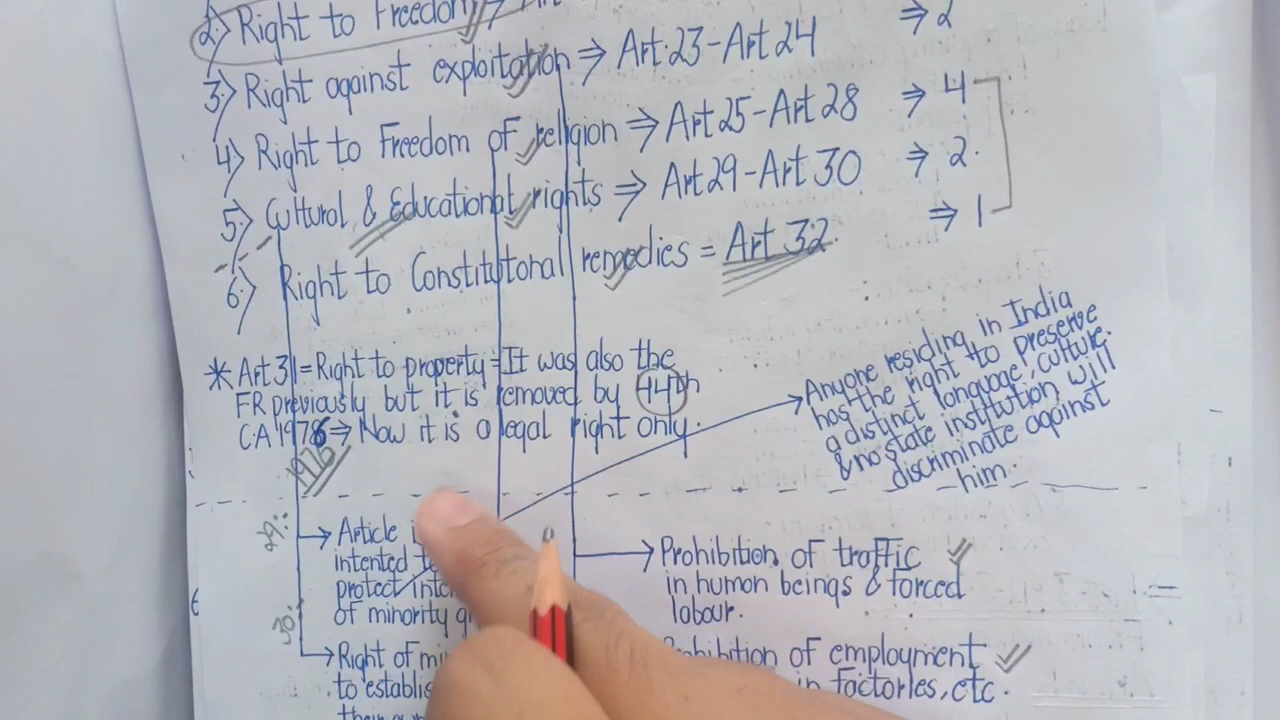 2) Right to Freedom ⇒
⇒ 2
3) Right against exploitation ⇒ Art.23-Art 24
4) Right to Freedom of religion ⇒ Art 25-Art 28 ⇒ 4
5) Cultural & Educational rights ⇒ Art 29-Art 30 ⇒ 2.
6) Right to Constitutonal remedies = Art 32. ⇒ 1
* Art 31 = Right to property = It was also the
FR previously but it is removed by 44th
CA 1978 ⇒ Now it is a legal right only.
1978
Anyone residing in India
has the right to preserve
a distinct language, culture.
& no state institution will
discriminate against
him.
29:
Article
intented
protect
of minority
30:
Right of
to
Prohibition of traffic
in human beings & forced
labour.
of employment
in factories, etc.